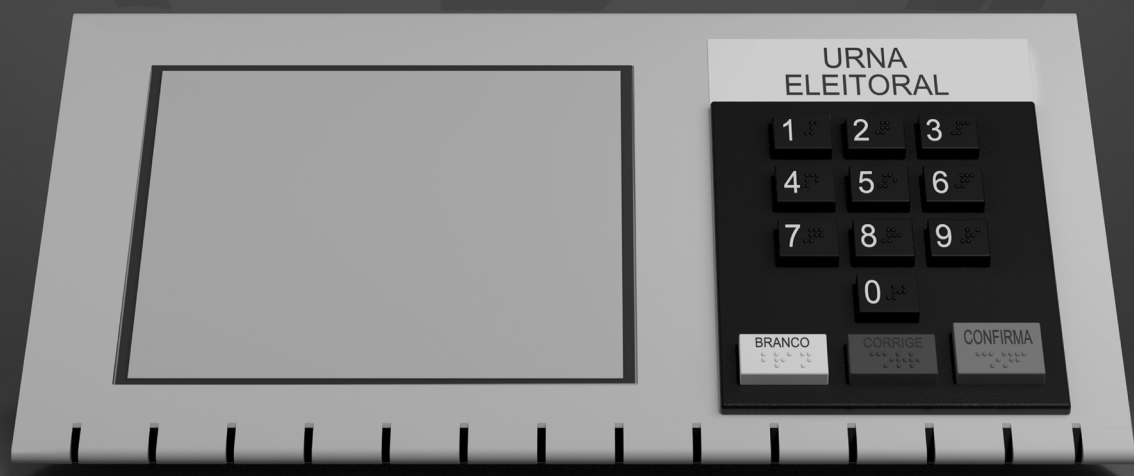 URNA
ELEITORAL
1 2 3
4 5 6
7 8 9
0
BRANCO CORRIGE CONFIRMA